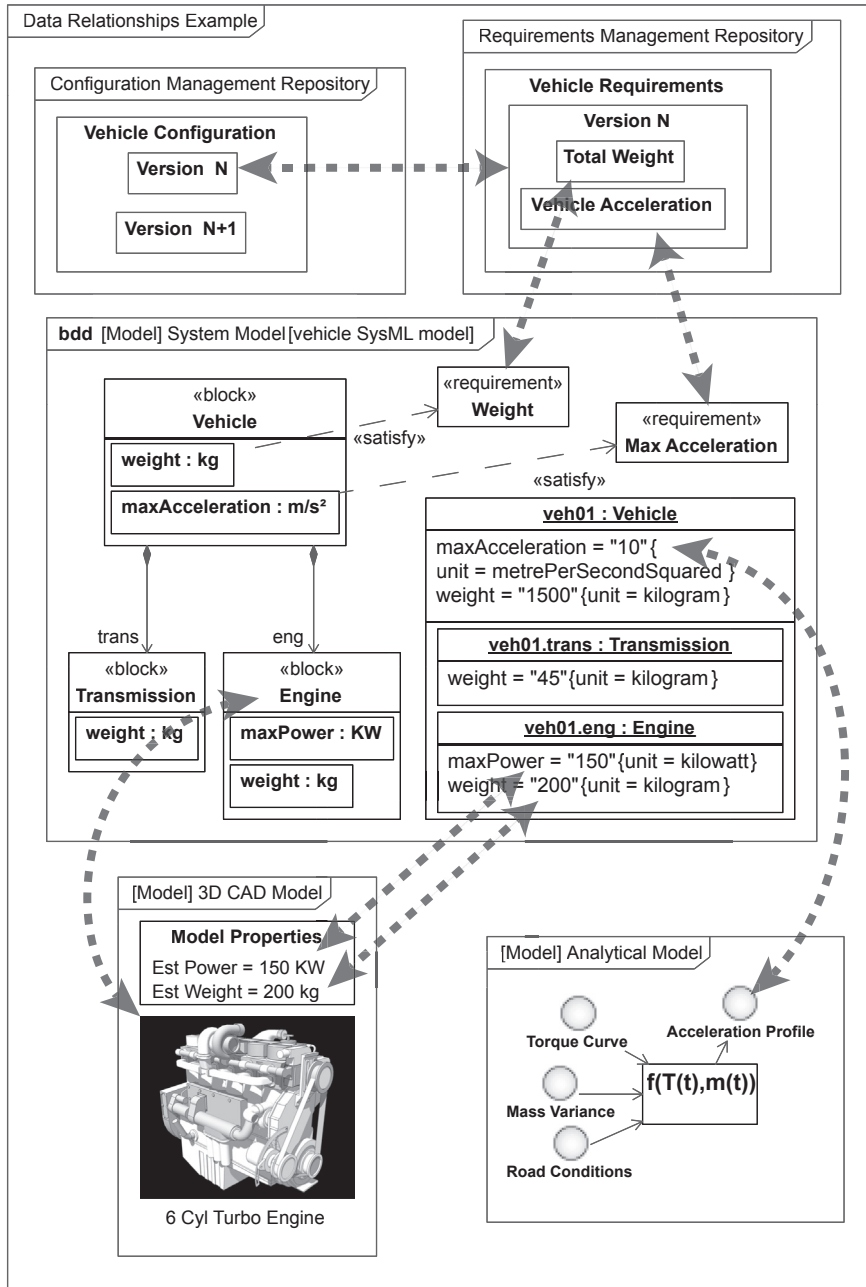 Data Relationships Example
Requirements Management Repository
Configuration Management Repository
Vehicle Requirements
Version N
Total Weight
Vehicle Acceleration
Vehicle Configuration
Version N
Version N+1
bdd [Model] System Model[vehicle SysML model]
«block»
Vehicle
weight : kg
maxAcceleration : m/s²
«requirement»
Weight
«satisfy»
«requirement»
Max Acceleration
«satisfy»
trans
eng
«block»
Transmission
weight : kg
«block»
Engine
maxPower : KW
weight : kg
veh01 : Vehicle
maxAcceleration = "10"{
unit = metrePerSecondSquared }
weight = "1500"{unit = kilogram}
veh01.trans : Transmission
weight = "45"{unit = kilogram}
veh01.eng : Engine
maxPower = "150"{unit = kilowatt}
weight = "200"{unit = kilogram}
[Model] 3D CAD Model
Model Properties
Est Power = 150 KW
Est Weight = 200 kg
6 Cyl Turbo Engine
[Model] Analytical Model
Torque Curve
Acceleration Profile
f(T(t),m(t))
Mass Variance
Road Conditions